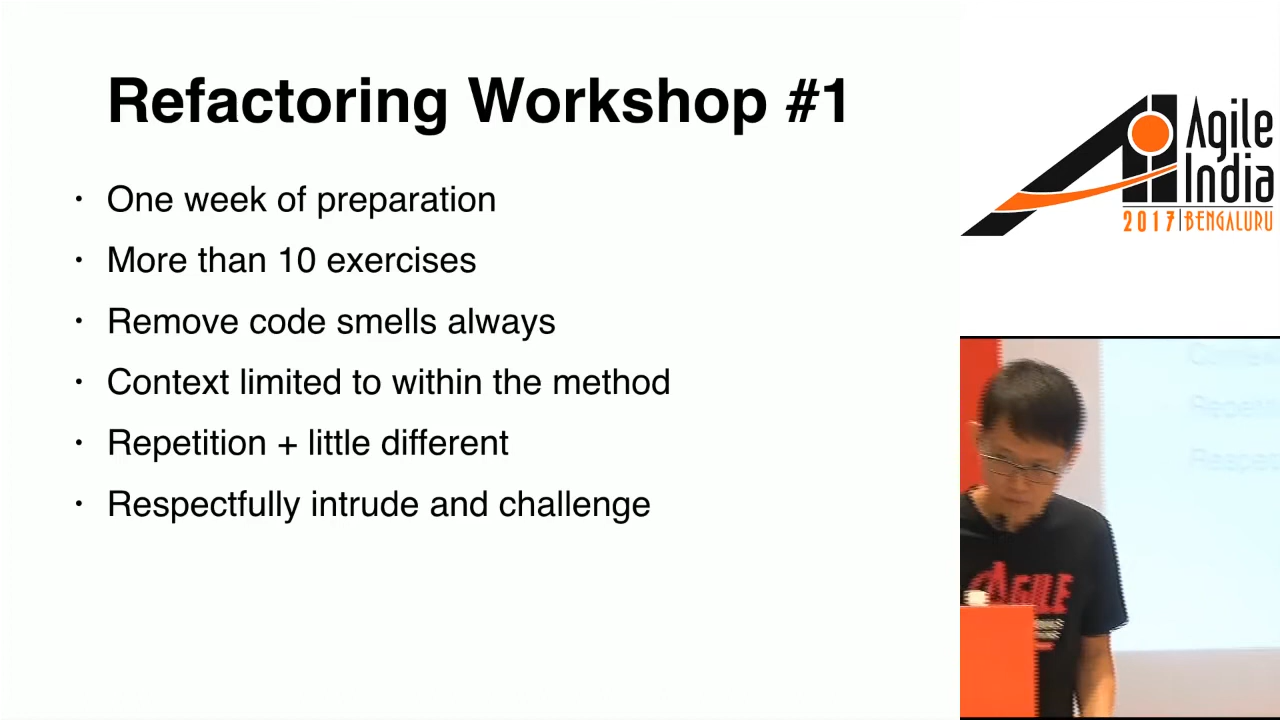 Refactoring Workshop #1
• One week of preparation
• More than 10 exercises
• Remove code smells always
• Context limited to within the method
• Repetition + little different
• Respectfully intrude and challenge
Agile
India
2017 | BENGALURU
AGILE